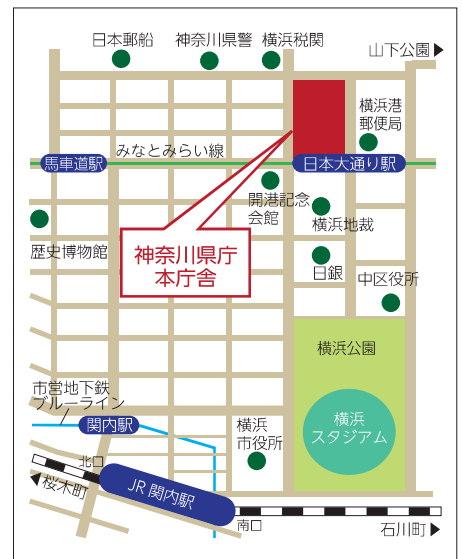 日本郵船
神奈川県警
横浜税関
山下公園▶
横浜港
郵便局
みなとみらい線
馬車道駅
日本大通り駅
開港記念
会館
横浜地裁
歴史博物館
神奈川県庁
本庁舎
日銀
中区役所
横浜公園
市営地下鉄
ブルーライン
関内駅
横浜
市役所
横浜
スタジアム
北口
◀桜木町
JR 関内駅
南口
石川町▶